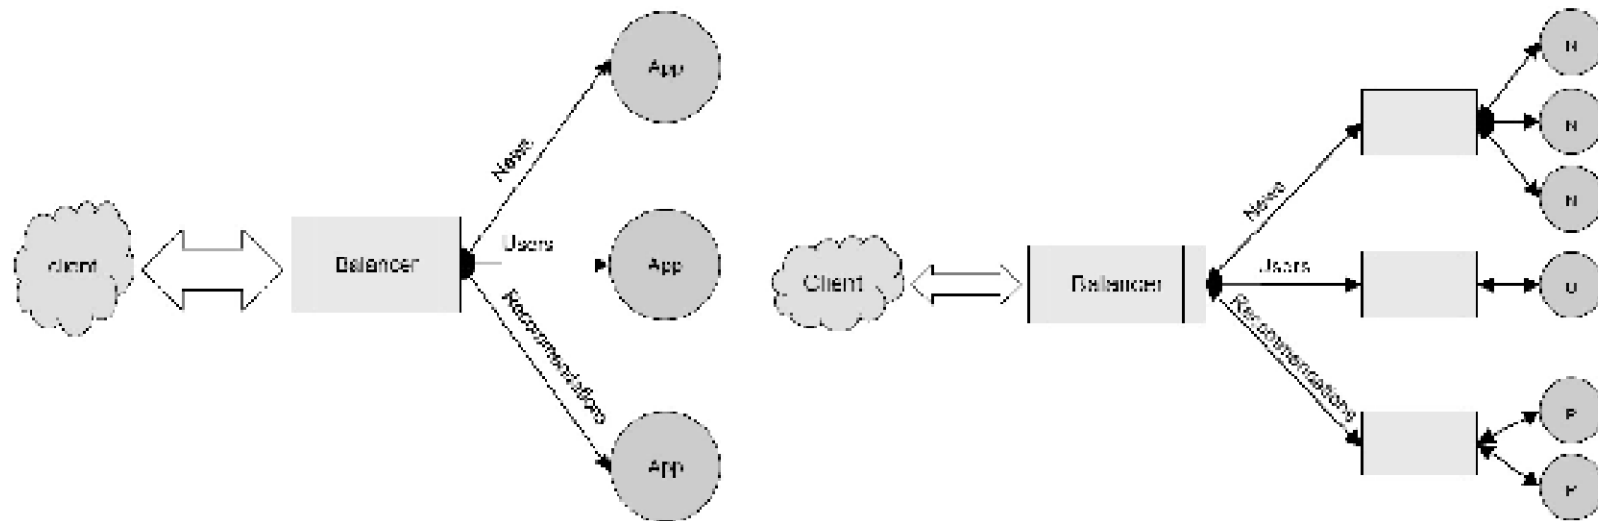 App
News
client
Balancer
Users
App
Recommendations
App
N
N
News
N
Client
Balancer
Users
U
Recommendations